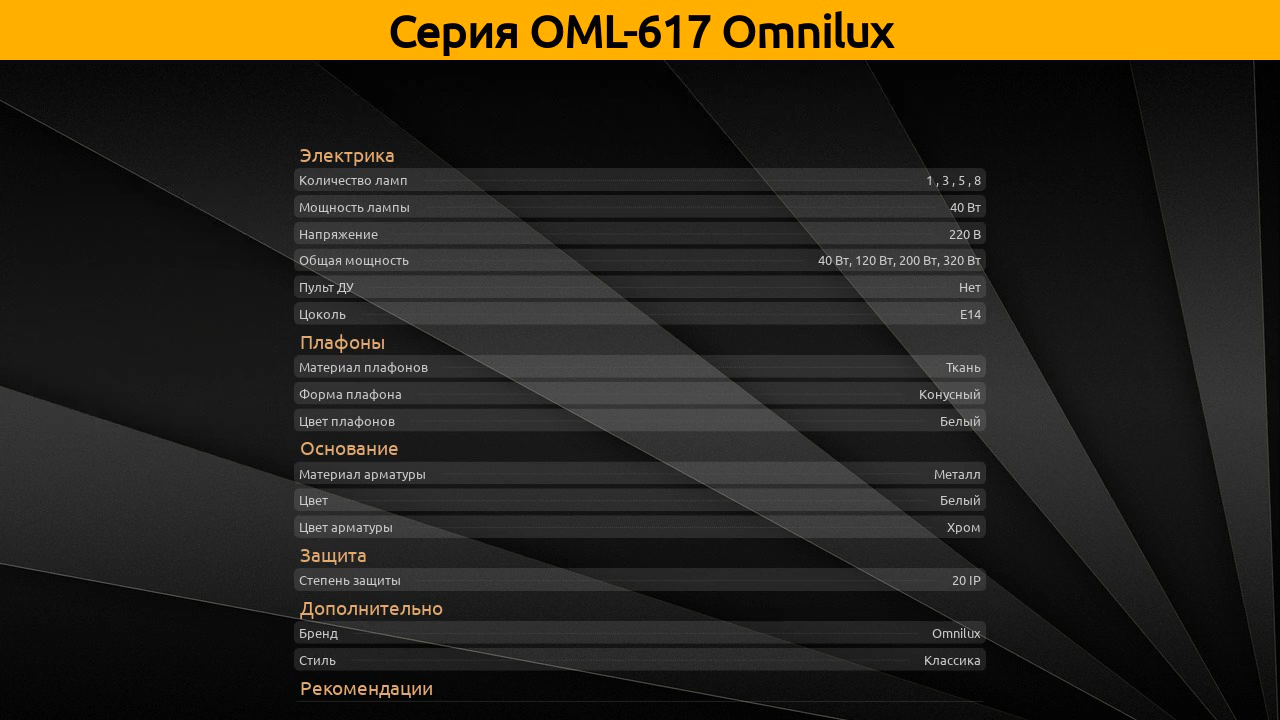 Серия OML-617 Omnilux
Электрика
Количество ламп 1 , 3 , 5 , 8
Мощность лампы 40 Вт
Напряжение 220 В
Общая мощность 40 Вт, 120 Вт, 200 Вт, 320 Вт
Пульт ДУ Нет
Цоколь E14
Плафоны
Материал плафонов Ткань
Форма плафона Конусный
Цвет плафонов Белый
Основание
Материал арматуры Металл
Цвет Белый
Цвет арматуры Хром
Защита
Степень защиты 20 IP
Дополнительно
Бренд Omnilux
Стиль Классика
Рекомендации